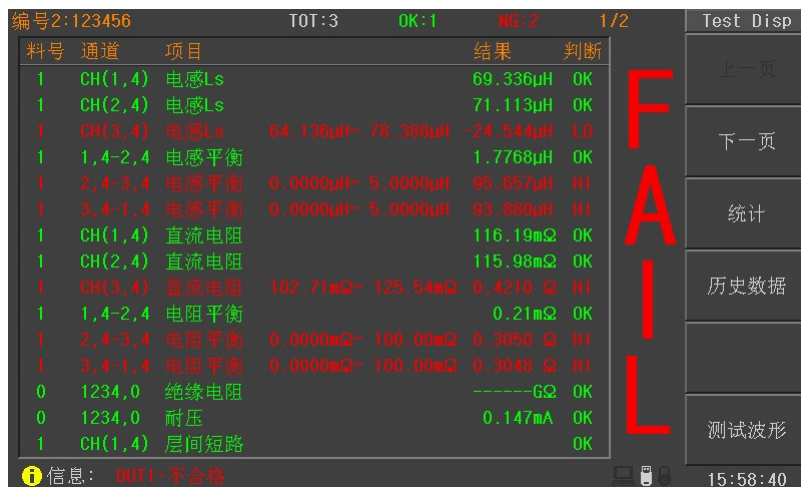 编号2:123456 TOT:3 OK:1 NG:2 1/2 Test Disp
料号 通道 项目 结果 判断
1 CH(1,4) 电感Ls 69.336μH OK
1 CH(2,4) 电感Ls 71.113μH OK
1 CH(3,4) 电感Ls 64.136μH~ 78.388μH -24.544μH LO
1 1,4-2,4 电感平衡 1.7768μH OK
1 2,4-3,4 电感平衡 0.0000μH~ 5.0000μH 95.657μH HI
1 3,4-1,4 电感平衡 0.0000μH~ 5.0000μH 93.880μH HI
1 CH(1,4) 直流电阻 116.19mΩ OK
1 CH(2,4) 直流电阻 115.98mΩ OK
1 CH(3,4) 直流电阻 102.71mΩ~ 125.54mΩ 0.4210 Ω HI
1 1,4-2,4 电阻平衡 0.21mΩ OK
1 2,4-3,4 电阻平衡 0.0000mΩ~ 100.00mΩ 0.3050 Ω HI
1 3,4-1,4 电阻平衡 0.0000mΩ~ 100.00mΩ 0.3048 Ω HI
0 1234,0 绝缘电阻 ------GΩ OK
0 1234,0 耐压 0.147mA OK
1 CH(1,4) 层间短路 OK
FAIL
上一页
下一页
统计
历史数据
测试波形
信息: DUT1-不合格
15:58:40